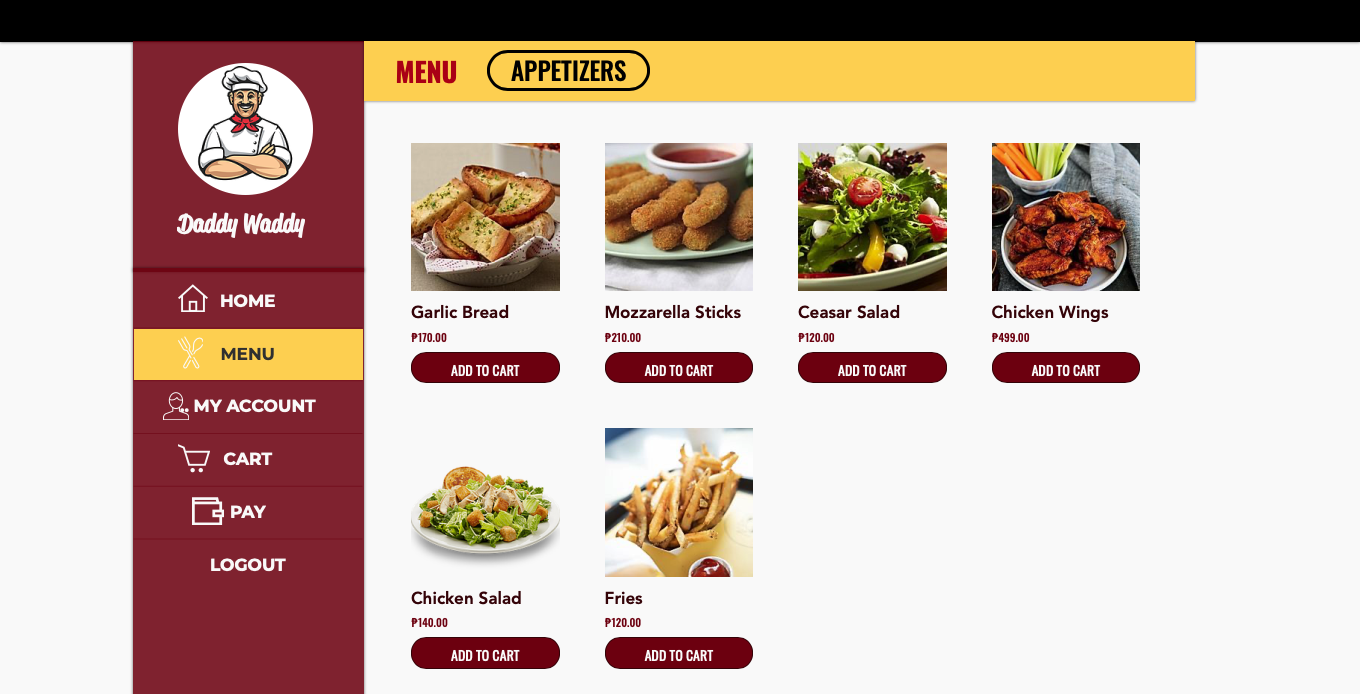 MENU
APPETIZERS
Daddy Waddy
HOME
MENU
MY ACCOUNT
CART
PAY
LOGOUT
Garlic Bread
₱170.00
ADD TO CART
Mozzarella Sticks
₱210.00
ADD TO CART
Ceasar Salad
₱120.00
ADD TO CART
Chicken Wings
₱499.00
ADD TO CART
Chicken Salad
₱140.00
ADD TO CART
Fries
₱120.00
ADD TO CART